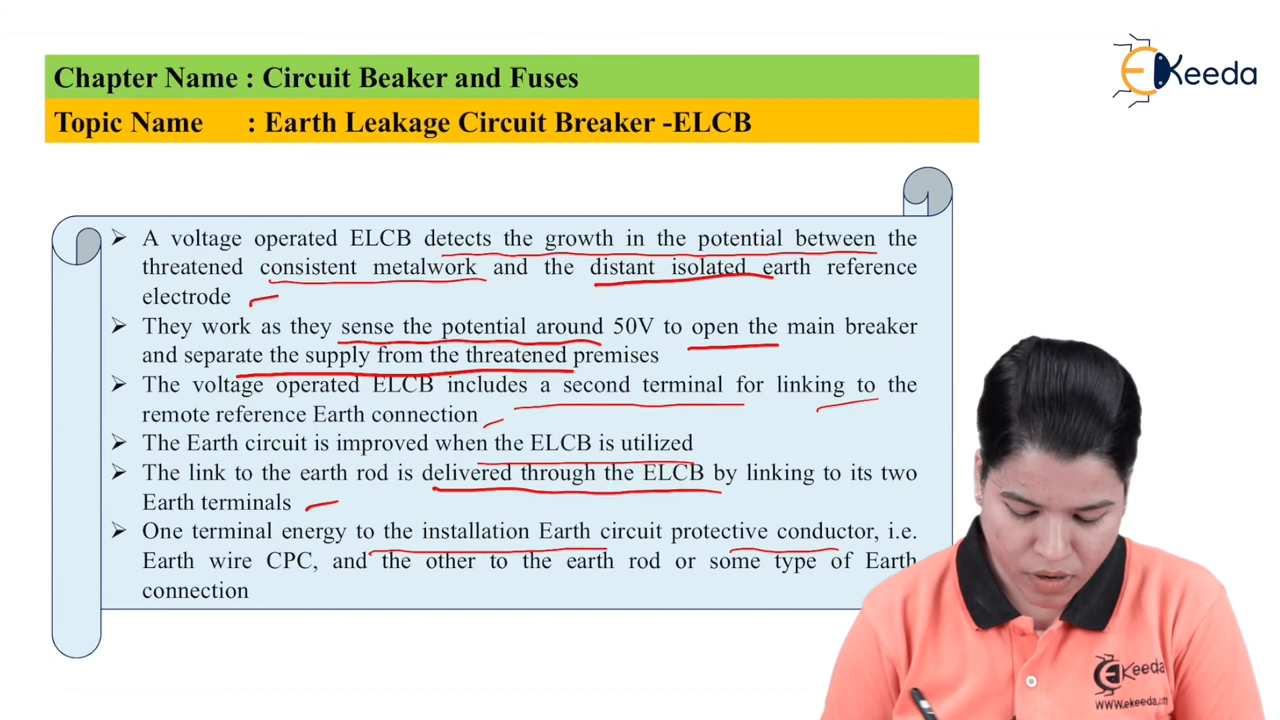 Chapter Name : Circuit Beaker and Fuses
Topic Name : Earth Leakage Circuit Breaker -ELCB
EKeeda
A voltage operated ELCB detects the growth in the potential between the
threatened consistent metalwork and the distant isolated earth reference
electrode
They work as they sense the potential around 50V to open the main breaker
and separate the supply from the threatened premises
The voltage operated ELCB includes a second terminal for linking to the
remote reference Earth connection
The Earth circuit is improved when the ELCB is utilized
The link to the earth rod is delivered through the ELCB by linking to its two
Earth terminals
One terminal energy to the installation Earth circuit protective conductor, i.e.
Earth wire CPC, and the other to the earth rod or some type of Earth
connection
EKeeda
www.ekeeda.com